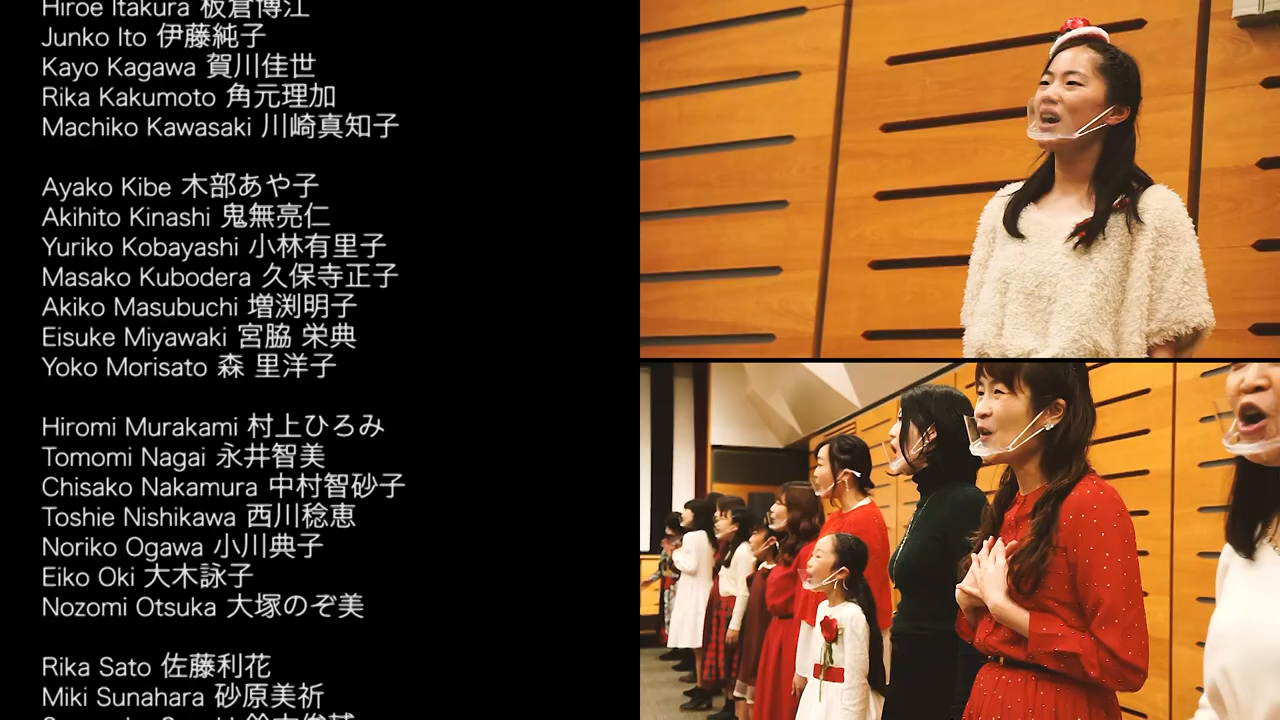 Hiroe Itakura 板倉博江
Junko Ito 伊藤純子
Kayo Kagawa 賀川佳世
Rika Kakumoto 角元理加
Machiko Kawasaki 川崎真知子
Ayako Kibe 木部あや子
Akihito Kinashi 鬼無亮仁
Yuriko Kobayashi 小林有里子
Masako Kubodera 久保寺正子
Akiko Masubuchi 増渕明子
Eisuke Miyawaki 宮脇 栄典
Yoko Morisato 森 里洋子
Hiromi Murakami 村上ひろみ
Tomomi Nagai 永井智美
Chisako Nakamura 中村智砂子
Toshie Nishikawa 西川稔恵
Noriko Ogawa 小川典子
Eiko Oki 大木詠子
Nozomi Otsuka 大塚のぞ美
Rika Sato 佐藤利花
Miki Sunahara 砂原美祈